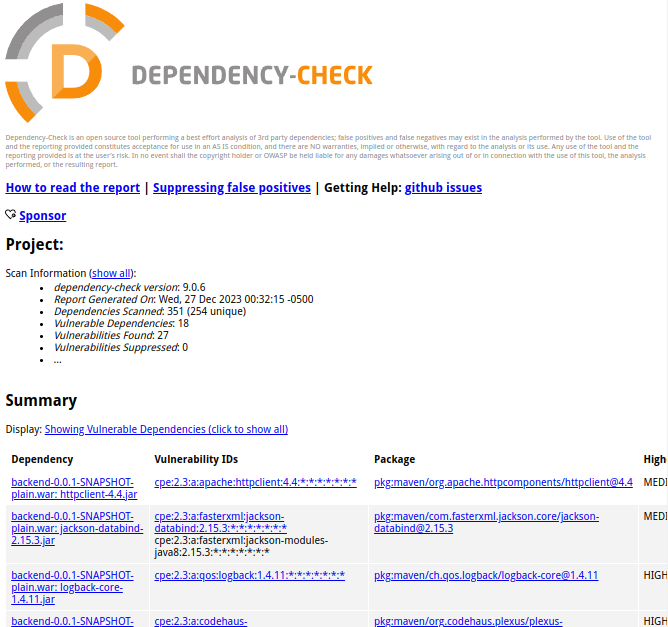 D
DEPENDENCY-CHECK
Dependency-Check is an open source tool performing a best effort analysis of 3rd party dependencies; false positives and false negatives may exist in the analysis performed by the tool. Use of the tool
and the reporting provided constitutes acceptance for use in an AS IS condition, and there are NO warranties, implied or otherwise, with regard to the analysis or its use. Any use of the tool and the
reporting provided is at the user's risk. In no event shall the copyright holder or OWASP be held liable for any damages whatsoever arising out of or in connection with the use of this tool, the analysis
performed, or the resulting report.
How to read the report | Suppressing false positives | Getting Help: github issues
Sponsor
Project:
Scan Information (show all):
• dependency-check version: 9.0.6
• Report Generated On: Wed, 27 Dec 2023 00:32:15 -0500
• Dependencies Scanned: 351 (254 unique)
• Vulnerable Dependencies: 18
• Vulnerabilities Found: 27
• Vulnerabilities Suppressed: 0
• ...
Summary
Display: Showing Vulnerable Dependencies (click to show all)
Dependency Vulnerability IDs Package High
backend-0.0.1-SNAPSHOT- cpe:2.3:a:apache:httpclient:4.4:*:*:*:*:*:*:* pkg:maven/org.apache.httpcomponents/httpclient@4.4 MEDI
plain.war: httpclient-4.4.jar
backend-0.0.1-SNAPSHOT- cpe:2.3:a:fasterxml:jackson- pkg:maven/com.fasterxml.jackson.core/jackson- MEDI
plain.war: jackson-databind- databind:2.15.3:*:*:*:*:*:*:* databind@2.15.3
2.15.3.jar cpe:2.3:a:fasterxml:jackson-modules-
java8:2.15.3:*:*:*:*:*:*:*
backend-0.0.1-SNAPSHOT- cpe:2.3:a:qos:logback:1.4.11:*:*:*:*:*:*:* pkg:maven/ch.qos.logback/logback-core@1.4.11 HIGH
plain.war: logback-core-
1.4.11.jar
backend-0.0.1-SNAPSHOT- cpe:2.3:a:codehaus- pkg:maven/org.codehaus.plexus/plexus- HIGH